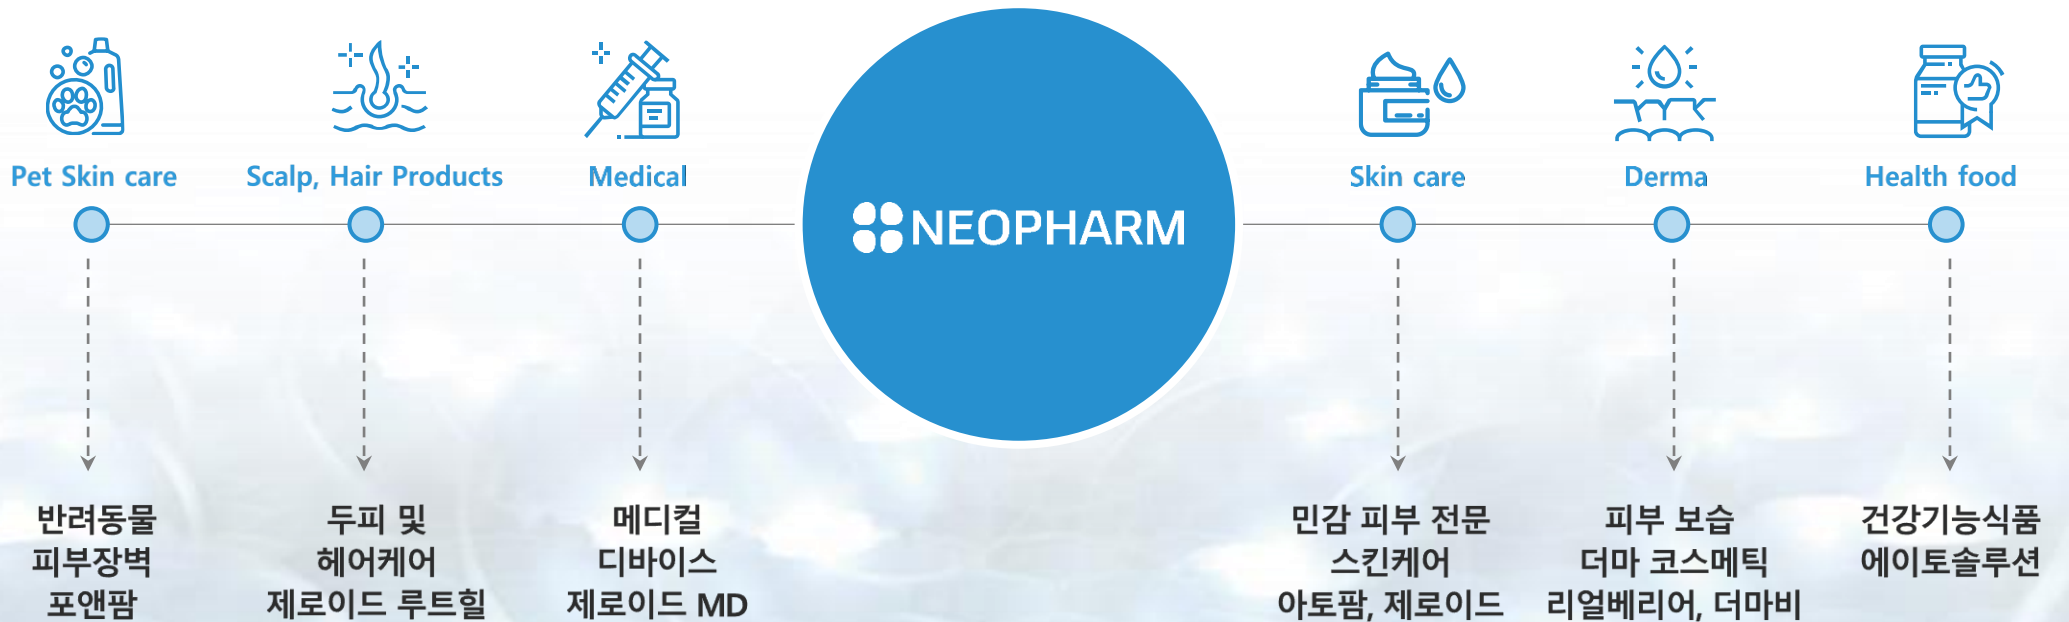 Pet Skin care
Scalp, Hair Products
Medical
NEOPHARM
Skin care
Derma
Health food
반려동물
피부장벽
포앤팜
두피 및
헤어케어
제로이드 루트힐
메디컬
디바이스
제로이드 MD
민감 피부 전문
스킨케어
아토팜, 제로이드
피부 보습
더마 코스메틱
리얼베리어, 더마비
건강기능식품
에이토솔루션